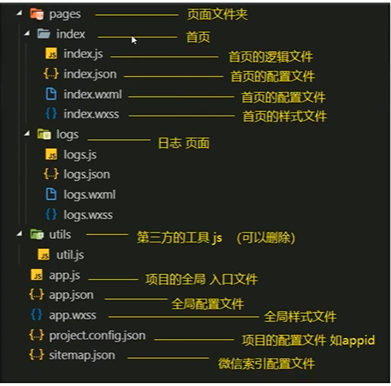 pages 页面文件夹
index 首页
index.js 首页的逻辑文件
index.json 首页的配置文件
index.wxml 首页的配置文件
index.wxss 首页的样式文件
logs 日志 页面
logs.js
logs.json
logs.wxml
logs.wxss
utils 第三方的工具 js （可以删除）
util.js
app.js 项目的全局 入口文件
app.json 全局配置文件
app.wxss 全局样式文件
project.config.json 项目的配置文件 如appid
sitemap.json 微信索引配置文件